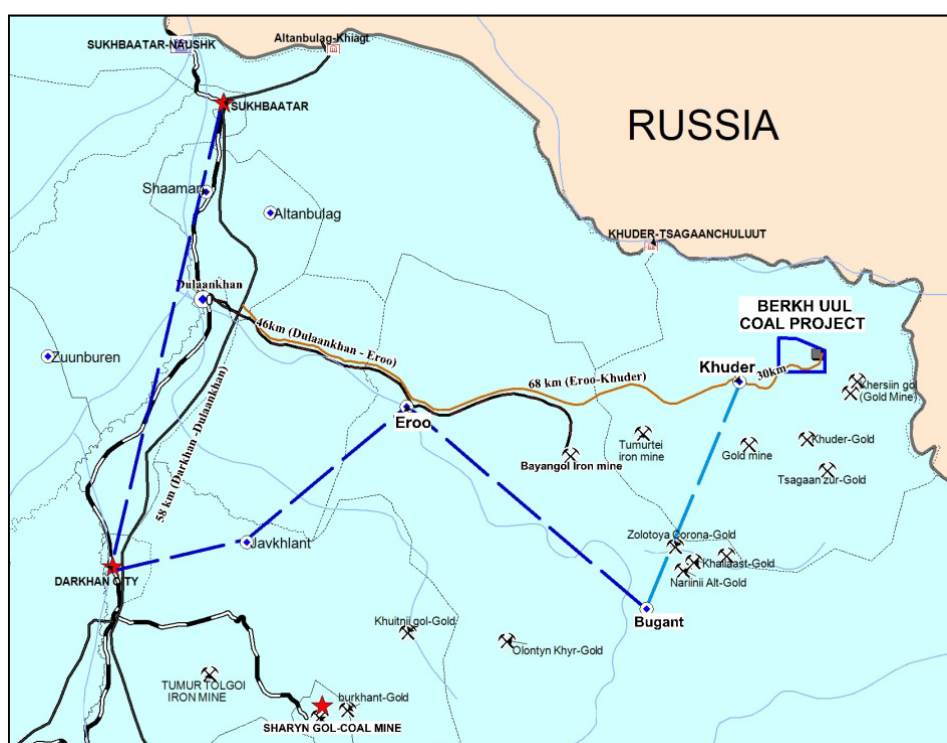 SUKHBAATAR-NAUSHK
Altanbulag-Khiagt
SUKHBAATAR
RUSSIA
Shaamar
Altanbulag
KHUDER-TSAGAANCHULUUT
Dulaankhan
BERKH UUL
COAL PROJECT
46km (Dulaankhan - Eroo)
Zuunburen
Khuder
30km
68 km (Eroo-Khuder)
Khersiin gol
(Gold Mine)
58 km (Darkhan -Dulaankhan)
Eroo
Bayangol Iron mine
Tumurtei
iron mine
Gold mine
Khuder-Gold
Tsagaan zur-Gold
Javkhlant
Zolotoya Corona-Gold
Khailaast-Gold
Nariinii Alt-Gold
DARKHAN CITY
Bugant
Khuitnii gol-Gold
Olontyn Khyr-Gold
TUMUR TOLGOI
IRON MINE
burkhant-Gold
SHARYN GOL-COAL MINE